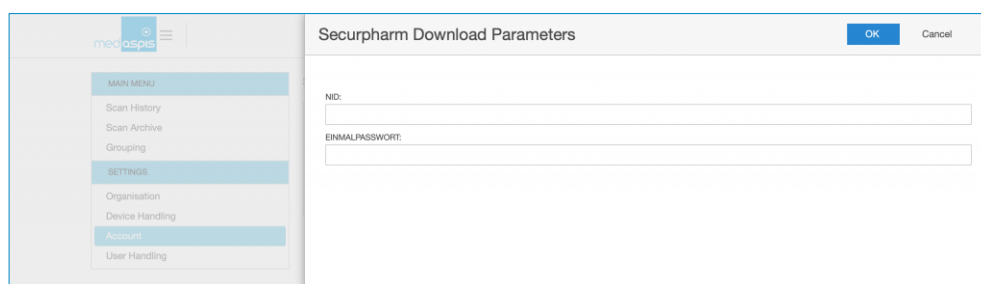 medaspis
MAIN MENU
Scan History
Scan Archive
Grouping
SETTINGS
Organisation
Device Handling
Account
User Handling
Securpharm Download Parameters
OK
Cancel
NID:
EINMALPASSWORT: